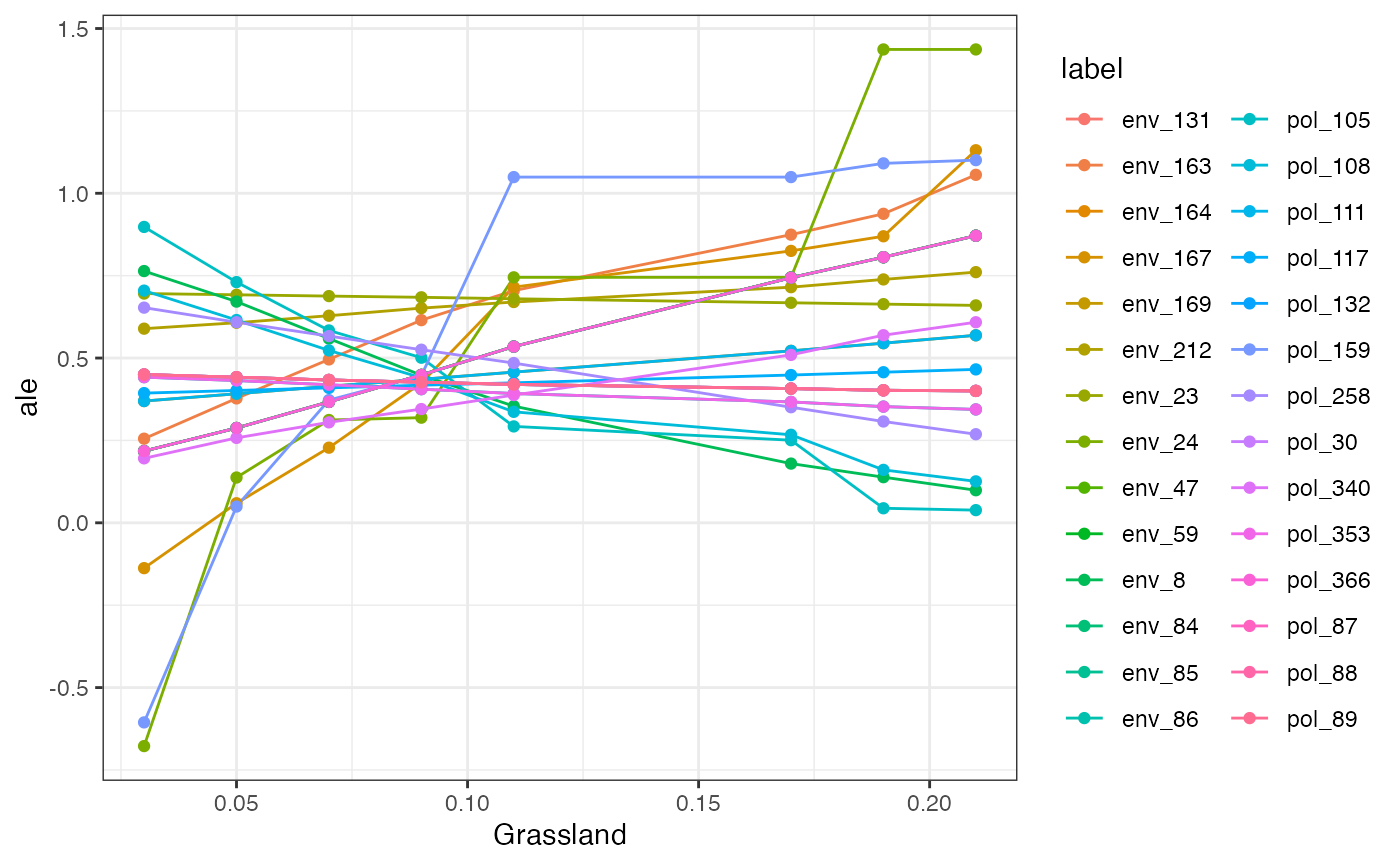 1.5
1.0
0.5
0.0
-0.5
ale
0.05
0.10
0.15
0.20
Grassland
label
env_131
env_163
env_164
env_167
env_169
env_212
env_23
env_24
env_47
env_59
env_8
env_84
env_85
env_86
pol_105
pol_108
pol_111
pol_117
pol_132
pol_159
pol_258
pol_30
pol_340
pol_353
pol_366
pol_87
pol_88
pol_89